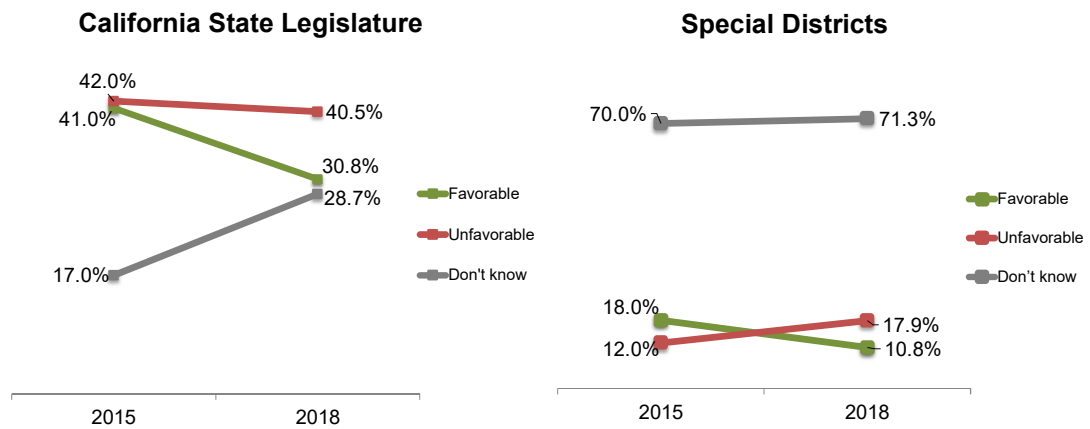 California State Legislature
42.0%
41.0%
40.5%
30.8%
28.7%
17.0%
Favorable
Unfavorable
Don't know
2015
2018
Special Districts
70.0%
71.3%
18.0%
12.0%
17.9%
10.8%
Favorable
Unfavorable
Don’t know
2015
2018